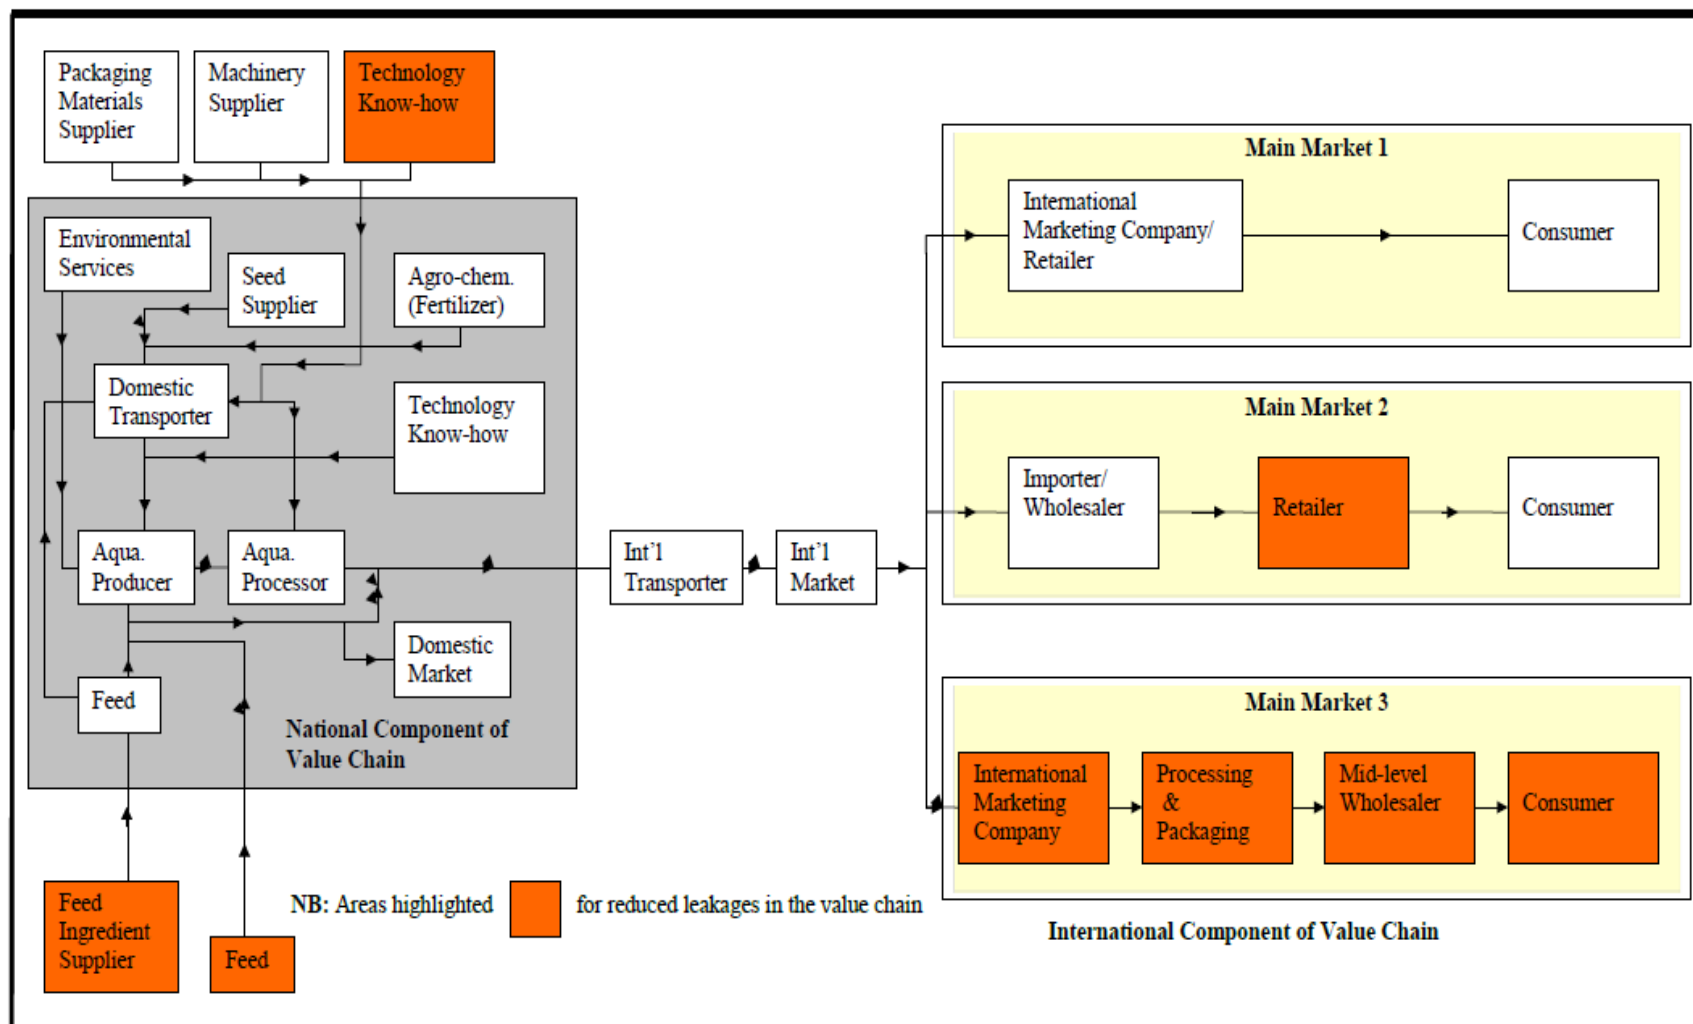 Packaging
Materials
Supplier
Machinery
Supplier
Technology
Know-how
Environmental
Services
Seed
Supplier
Agro-chem.
(Fertilizer)
Domestic
Transporter
Technology
Know-how
Aqua.
Producer
Aqua.
Processor
Domestic
Market
Feed
National Component of
Value Chain
Feed
Ingredient
Supplier
Feed
NB: Areas highlighted
for reduced leakages in the value chain
Int'l
Transporter
Int'l
Market
Main Market 1
International
Marketing Company/
Retailer
Consumer
Main Market 2
Importer/
Wholesaler
Retailer
Consumer
Main Market 3
International
Marketing
Company
Processing
&
Packaging
Mid-level
Wholesaler
Consumer
International Component of Value Chain